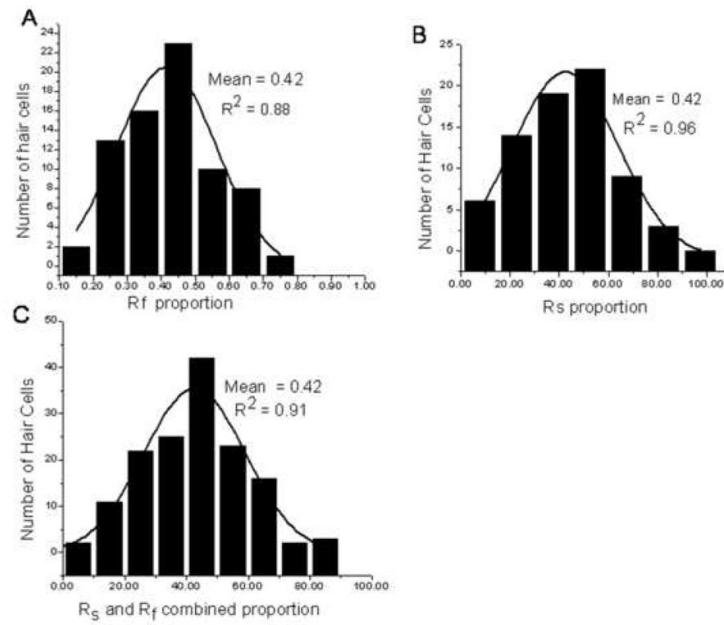 A
24
22
20
18
16
14
12
10
8
6
4
2
0
Number of hair cells
Mean = 0.42
R2 = 0.88
0.10 0.20 0.30 0.40 0.50 0.60 0.70 0.80 0.90 1.00
Rf proportion
B
25
20
15
10
5
0
Number of Hair Cells
Mean = 0.42
R2 = 0.96
0.00 20.00 40.00 60.00 80.00 100.00
Rs proportion
C
50
40
30
20
10
0
Number of Hair Cells
Mean = 0.42
R2 = 0.91
0.00 20.00 40.00 60.00 80.00 100.00
Rs and Rf combined proportion